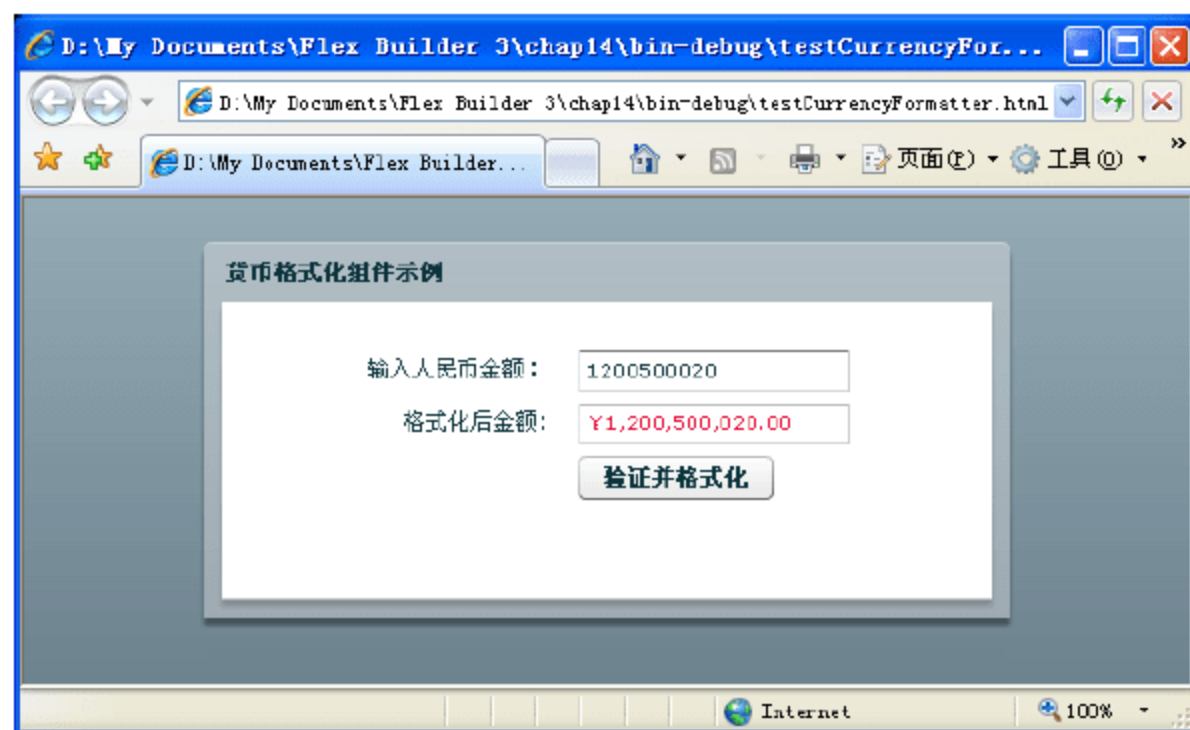 D:\My Documents\Flex Builder 3\chap14\bin-debug\testCurrencyFor...
D:\My Documents\Flex Builder 3\chap14\bin-debug\testCurrencyFormatter.html
D:\My Documents\Flex Builder...
页面(P)
工具(O)
»
货币格式化组件示例
输入人民币金额：
1200500020
格式化后金额:
¥1,200,500,020.00
验证并格式化
Internet
100%